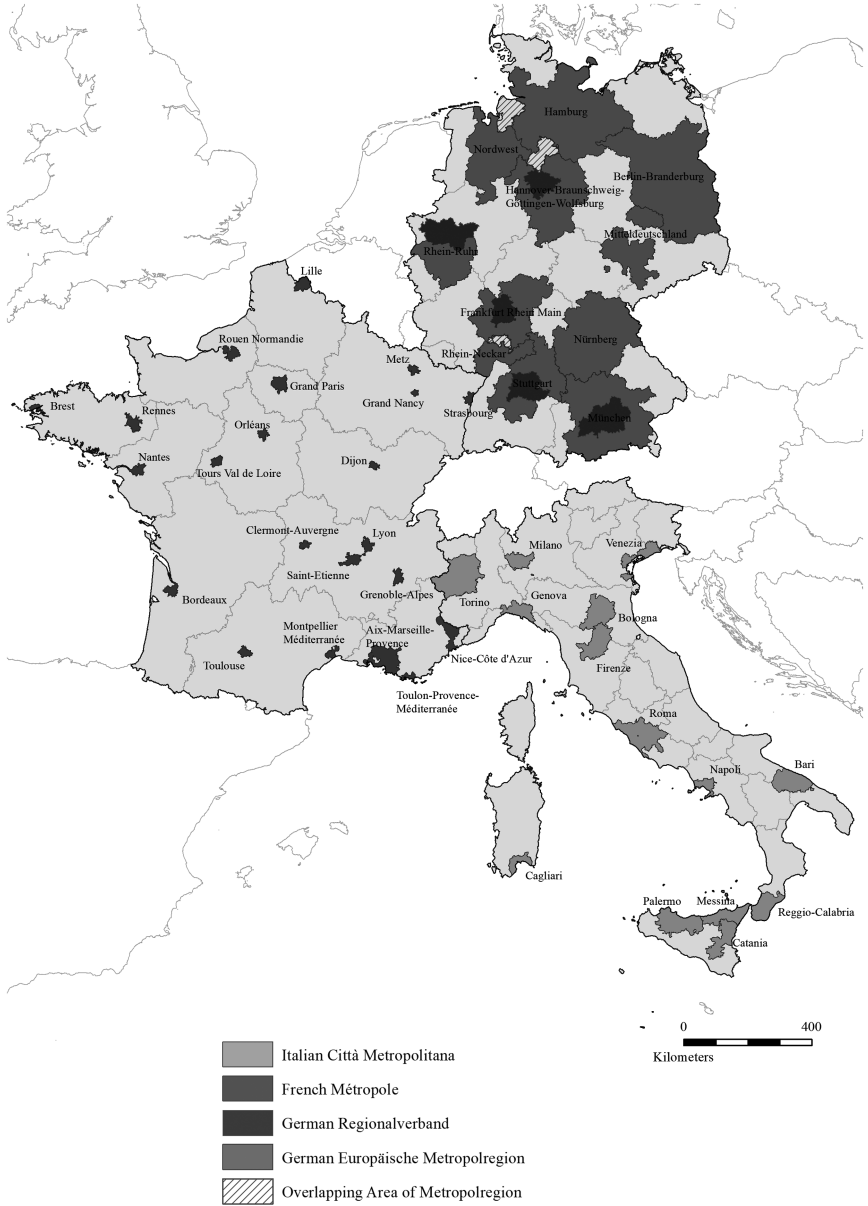 Hamburg
Nordwest
Berlin-Branderburg
Hannover-Braunschweig-
Göttingen-Wolfsburg
Mitteldeutschland
Rhein-Ruhr
Lille
Frankfurt Rhein Main
Rouen Normandie
Nürnberg
Rhein-Neckar
Metz
Grand Paris
Stuttgart
Grand Nancy
Brest
Rennes
Strasbourg
München
Orléans
Nantes
Dijon
Tours Val de Loire
Clermont-Auvergne
Lyon
Venezia
Milano
Saint-Etienne
Grenoble-Alpes
Genova
Bordeaux
Torino
Bologna
Montpellier
Méditerranée
Aix-Marseille-
Provence
Nice-Côte d'Azur
Toulouse
Firenze
Toulon-Provence-
Méditerranée
Roma
Bari
Napoli
Cagliari
Palermo
Messina
Reggio-Calabria
Catania
0
400
Kilometers
Italian Città Metropolitana
French Métropole
German Regionalverband
German Europäische Metropolregion
Overlapping Area of Metropolregion